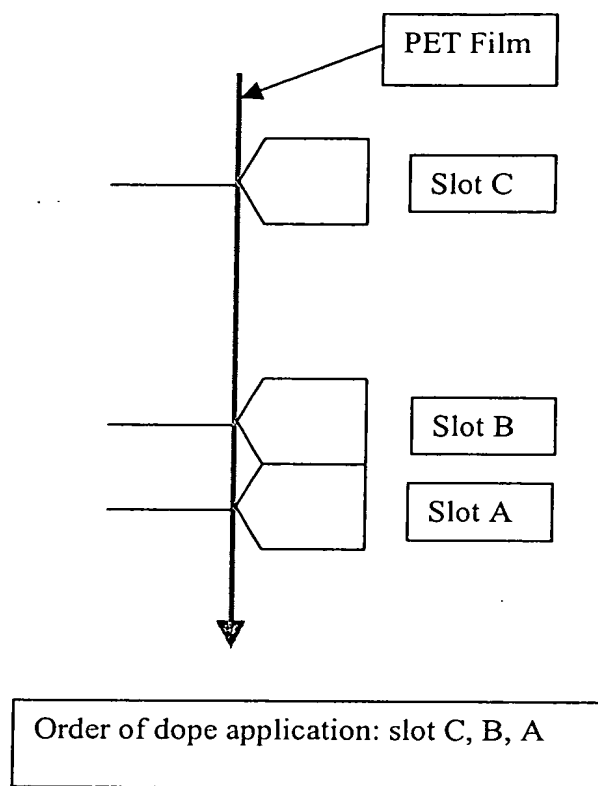 PET Film
Slot C
Slot B
Slot A
Order of dope application: slot C, B, A